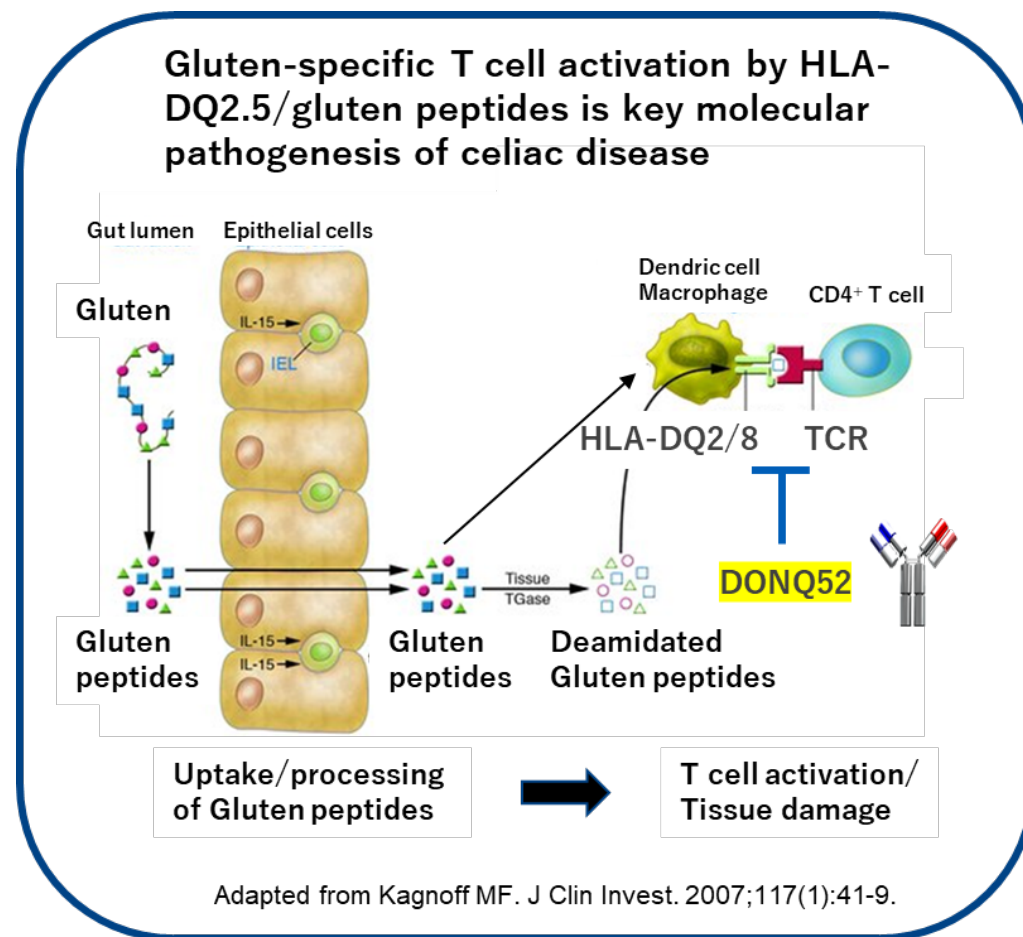 Gluten-specific T cell activation by HLA-
DQ2.5/gluten peptides is key molecular
pathogenesis of celiac disease
Gut lumen
Epithelial cells
Dendric cell
Macrophage
CD4⁺ T cell
Gluten
IL-15
IEL
HLA-DQ2/8
TCR
DONQ52
Tissue
TGase
IL-15
IL-15
Gluten
peptides
Gluten
peptides
Deamidated
Gluten peptides
Uptake/processing
of Gluten peptides
T cell activation/
Tissue damage
Adapted from Kagnoff MF. J Clin Invest. 2007;117(1):41-9.